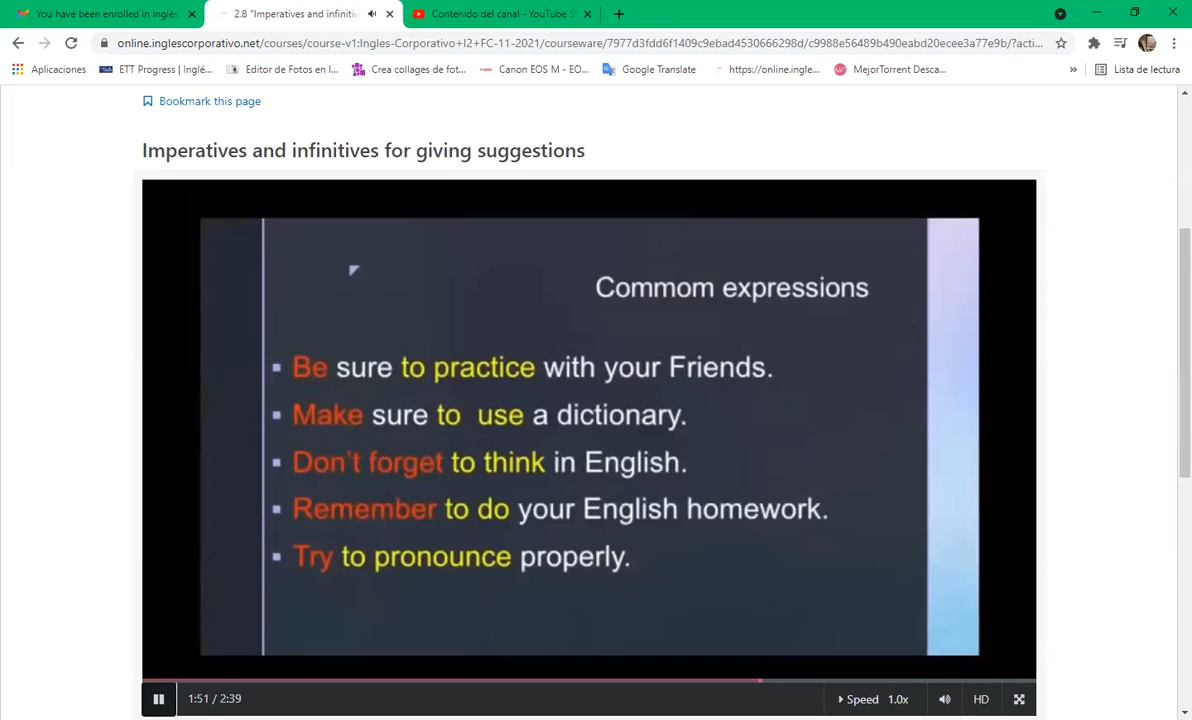 You have been enrolled in Inglés
2.8 "Imperatives and infinitiv
Contenido del canal - YouTube S
online.inglescorporativo.net/courses/course-v1:Ingles-Corporativo+I2+FC-11-2021/courseware/7977d3fdd6f1409c9ebad4530666298d/c9988e56489b490eabd20ecee3a77e9b/?acti...
Aplicaciones
ETT Progress | Inglé...
Editor de Fotos en l...
Crea collages de fot...
Canon EOS M - EO...
Google Translate
https://online.ingle...
MejorTorrent Desca...
»
Lista de lectura
Bookmark this page
Imperatives and infinitives for giving suggestions
Commom expressions
Be sure to practice with your Friends.
Make sure to use a dictionary.
Don't forget to think in English.
Remember to do your English homework.
Try to pronounce properly.
1:51 / 2:39
Speed 1.0x
HD